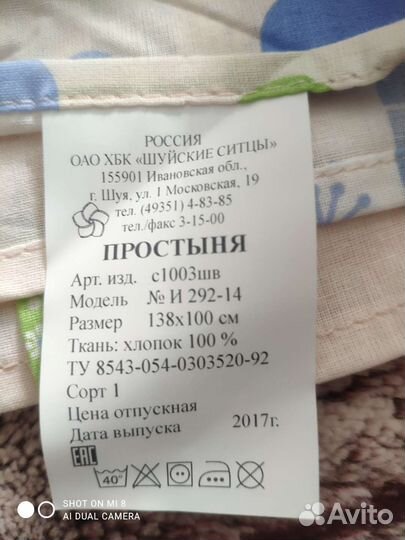 РОССИЯ
ОАО ХБК «ШУЙСКИЕ СИТЦЫ»
155901 Ивановская обл.,
г. Шуя, ул. 1 Московская, 19
тел. (49351) 4-83-85
тел./факс 3-15-00
ПРОСТЫНЯ
Арт. изд. с1003шв
Модель № И 292-14
Размер 138х100 см
Ткань: хлопок 100 %
ТУ 8543-054-0303520-92
Сорт 1
Цена отпускная
Дата выпуска 2017г.
EAC
40°
SHOT ON MI 8
AI DUAL CAMERA
Avito